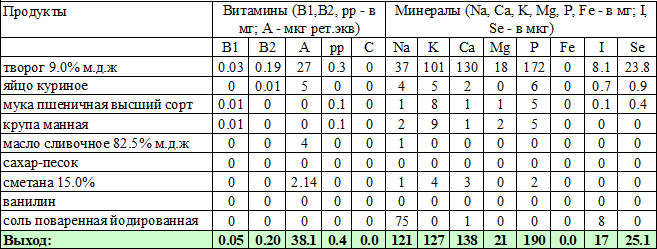 Продукты Витамины (B1,B2, pp - в мг; A - мкг рет.экв) Минералы (Na, Ca, K, Mg, P, Fe - в мг; I, Se - в мкг)
B1 B2 A pp C Na K Ca Mg P Fe I Se
творог 9.0% м.д.ж 0.03 0.19 27 0.3 0 37 101 130 18 172 0 8.1 23.8
яйцо куриное 0 0.01 5 0 0 4 5 2 0 6 0 0.7 0.9
мука пшеничная высший сорт 0.01 0 0 0.1 0 1 8 1 1 5 0 0.1 0.4
крупа манная 0.01 0 0 0.1 0 2 9 1 2 5 0 0 0
масло сливочное 82.5% м.д.ж 0 0 4 0 0 1 0 0 0 0 0 0 0
сахар-песок 0 0 0 0 0 0 0 0 0 0 0 0 0
сметана 15.0% 0 0 2.14 0 0 1 4 3 0 2 0 0 0
ванилин 0 0 0 0 0 0 0 0 0 0 0 0 0
соль поваренная йодированная 0 0 0 0 0 75 0 1 0 0 0 8 0
Выход: 0.05 0.20 38.1 0.4 0.0 121 127 138 21 190 0.0 17 25.1